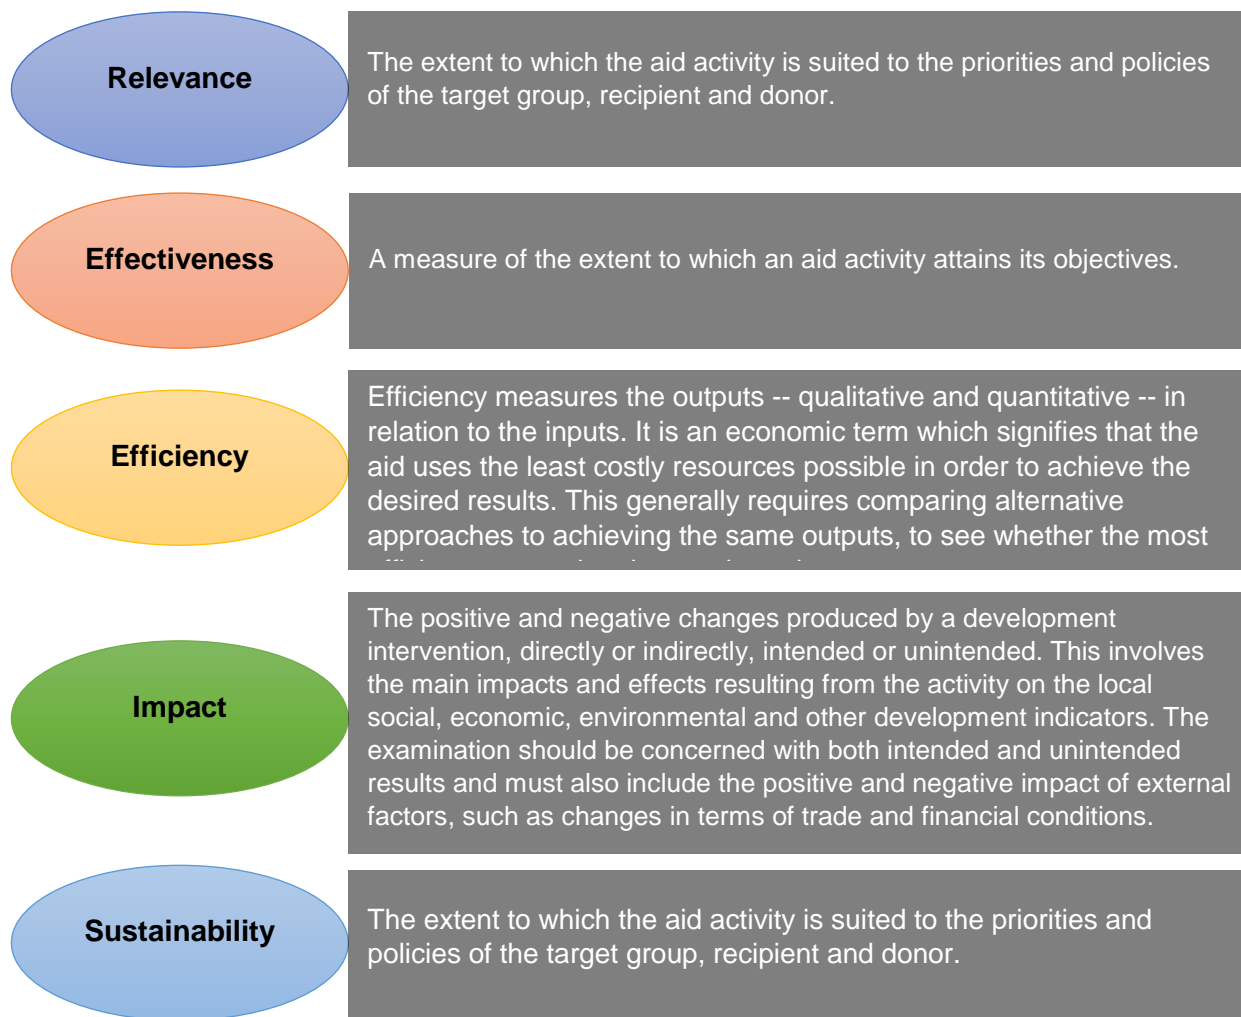 Relevance
The extent to which the aid activity is suited to the priorities and policies
of the target group, recipient and donor.
Effectiveness
A measure of the extent to which an aid activity attains its objectives.
Efficiency
Efficiency measures the outputs -- qualitative and quantitative -- in
relation to the inputs. It is an economic term which signifies that the
aid uses the least costly resources possible in order to achieve the
desired results. This generally requires comparing alternative
approaches to achieving the same outputs, to see whether the most
Impact
The positive and negative changes produced by a development
intervention, directly or indirectly, intended or unintended. This involves
the main impacts and effects resulting from the activity on the local
social, economic, environmental and other development indicators. The
examination should be concerned with both intended and unintended
results and must also include the positive and negative impact of external
factors, such as changes in terms of trade and financial conditions.
Sustainability
The extent to which the aid activity is suited to the priorities and
policies of the target group, recipient and donor.